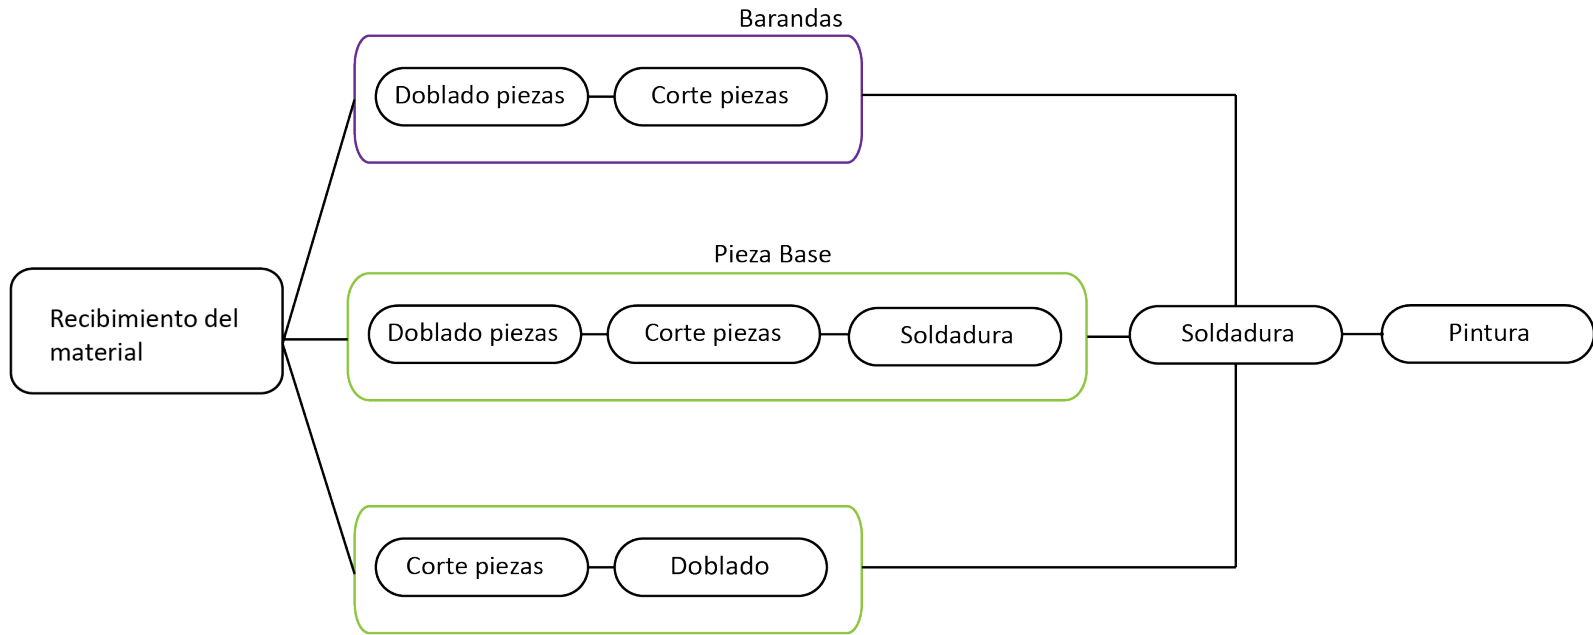 Barandas
Doblado piezas
Corte piezas
Pieza Base
Recibimiento del
material
Doblado piezas
Corte piezas
Soldadura
Soldadura
Pintura
Corte piezas
Doblado